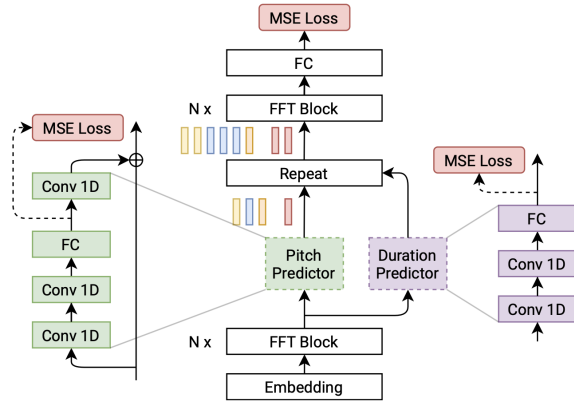 MSE Loss
FC
N x
FFT Block
MSE Loss
Repeat
MSE Loss
Conv 1D
FC
FC
Pitch
Predictor
Duration
Predictor
Conv 1D
Conv 1D
Conv 1D
Conv 1D
N x
FFT Block
Embedding